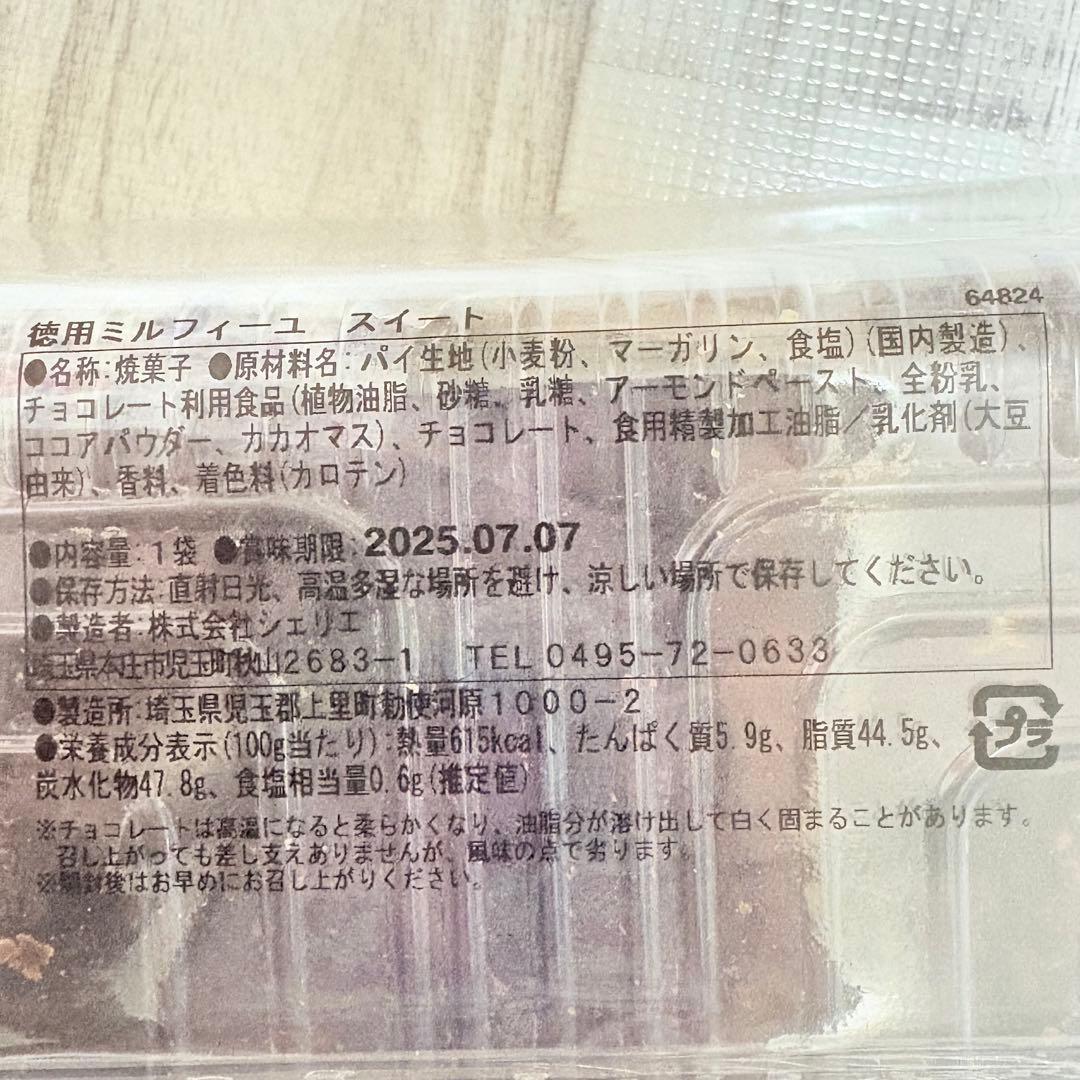 64824
徳用ミルフィーユ スイート
●名称:焼菓子 ●原材料名:パイ生地(小麦粉、マーガリン、食塩)(国内製造)、
チョコレート利用食品(植物油脂、砂糖、乳糖、アーモンドペースト、全粉乳、
ココアパウダー、カカオマス)、チョコレート、食用精製加工油脂/乳化剤(大豆
由来)、香料、着色料(カロテン)
●内容量:1袋 ●賞味期限:2025.07.07
●保存方法:直射日光、高温多湿な場所を避け、涼しい場所で保存してください。
●製造者:株式会社シェリエ
埼玉県本庄市児玉町秋山2683-1 TEL 0495-72-0633
●製造所:埼玉県児玉郡上里町勅使河原1000-2
●栄養成分表示(100g当たり):熱量615kcal、たんぱく質5.9g、脂質44.5g、
炭水化物47.8g、食塩相当量0.6g(推定値)
プラ
※チョコレートは高温になると柔らかくなり、油脂分が溶け出して白く固まることがあります。
召し上がっても差し支えありませんが、風味の点で劣ります。
※開封後はお早めにお召し上がりください。